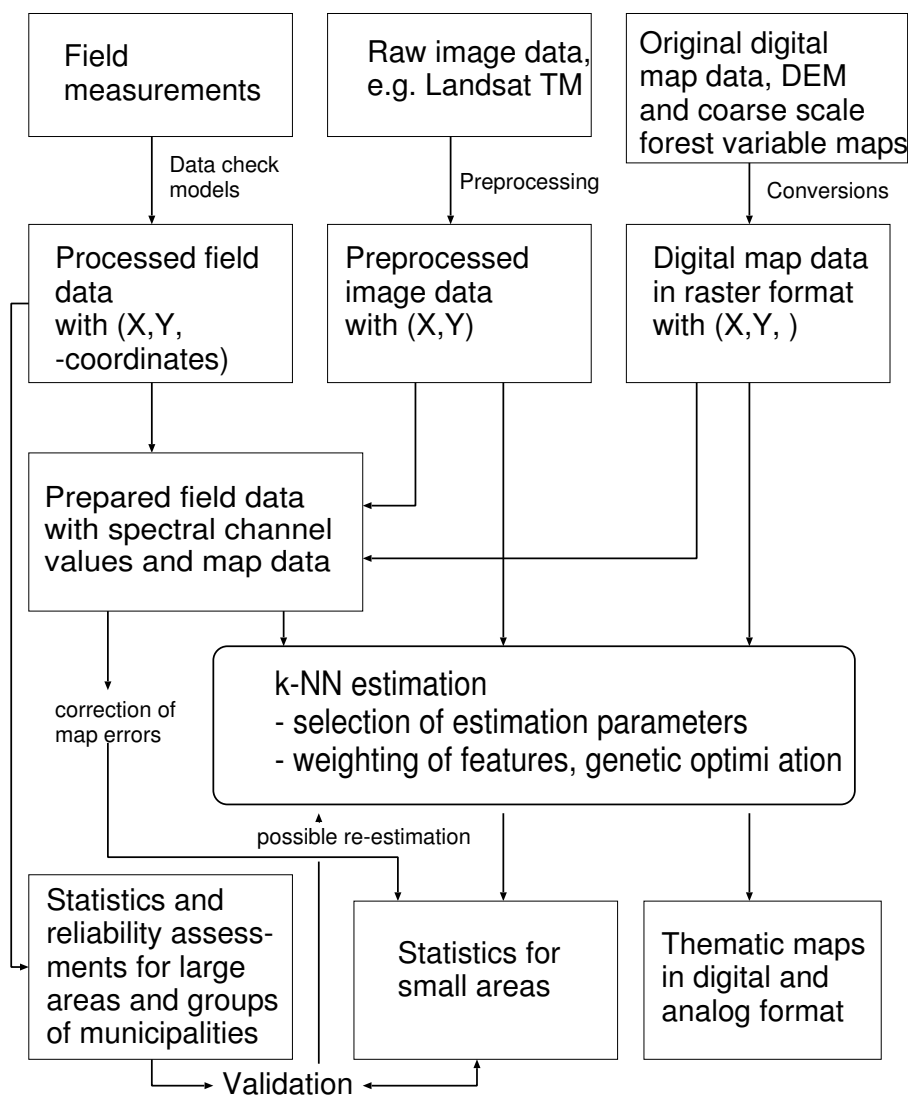 Field
measurements
Raw image data,
e.g. Landsat TM
Original digital
map data, DEM
and coarse scale
forest variable maps
Data check
models
Preprocessing
Conversions
Processed field
data
with (X,Y,
-coordinates)
Preprocessed
image data
with (X,Y)
Digital map data
in raster format
with (X,Y, )
Prepared field data
with spectral channel
values and map data
k-NN estimation
- selection of estimation parameters
- weighting of features, genetic optimi ation
correction of
map errors
possible re-estimation
Statistics and
reliability assess-
ments for large
areas and groups
of municipalities
Statistics for
small areas
Thematic maps
in digital and
analog format
Validation